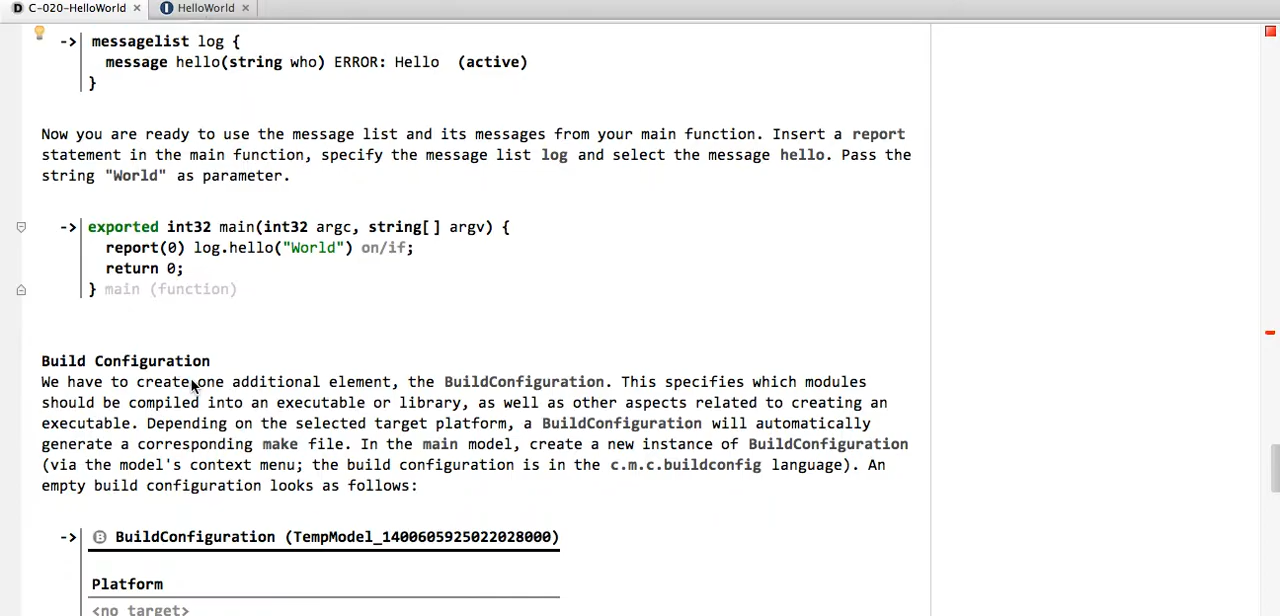 C-020-HelloWorld × HelloWorld ×
-> messagelist log {
message hello(string who) ERROR: Hello (active)
}
Now you are ready to use the message list and its messages from your main function. Insert a report
statement in the main function, specify the message list log and select the message hello. Pass the
string "World" as parameter.
-> exported int32 main(int32 argc, string[] argv) {
report(0) log.hello("World") on/if;
return 0;
} main (function)
Build Configuration
We have to create one additional element, the BuildConfiguration. This specifies which modules
should be compiled into an executable or library, as well as other aspects related to creating an
executable. Depending on the selected target platform, a BuildConfiguration will automatically
generate a corresponding make file. In the main model, create a new instance of BuildConfiguration
(via the model's context menu; the build configuration is in the c.m.c.buildconfig language). An
empty build configuration looks as follows:
-> BuildConfiguration (TempModel_1400605925022028000)
Platform
<no target>